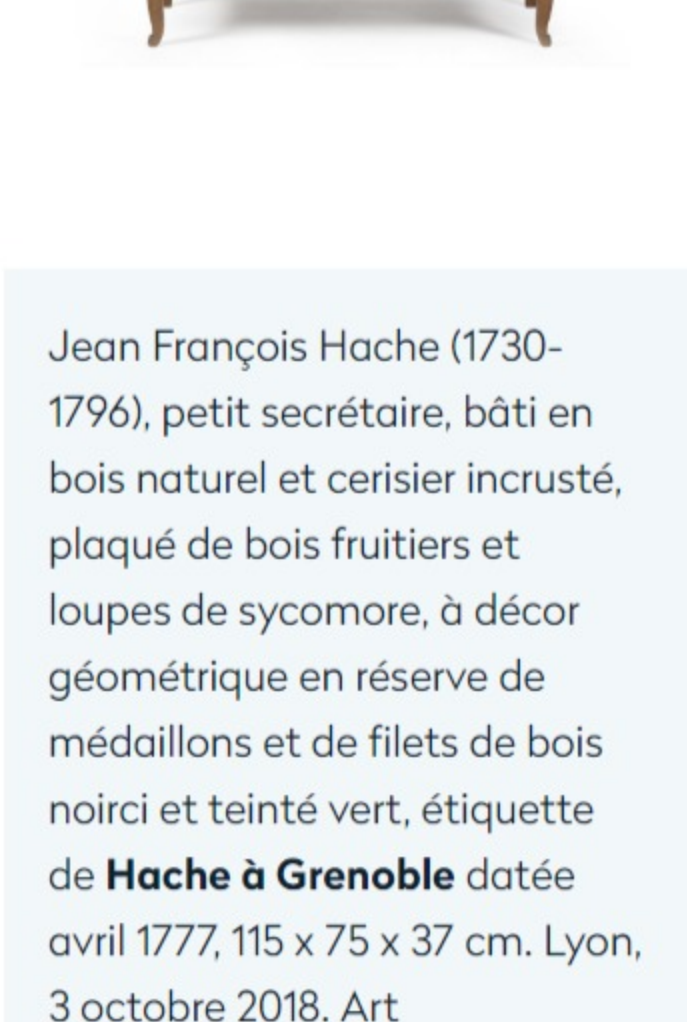 Jean François Hache (1730-
1796), petit secrétaire, bâti en
bois naturel et cerisier incrusté,
plaqué de bois fruitiers et
loupes de sycomore, à décor
géométrique en réserve de
médaillons et de filets de bois
noirci et teinté vert, étiquette
de Hache à Grenoble datée
avril 1777, 115 x 75 x 37 cm. Lyon,
3 octobre 2018. Art